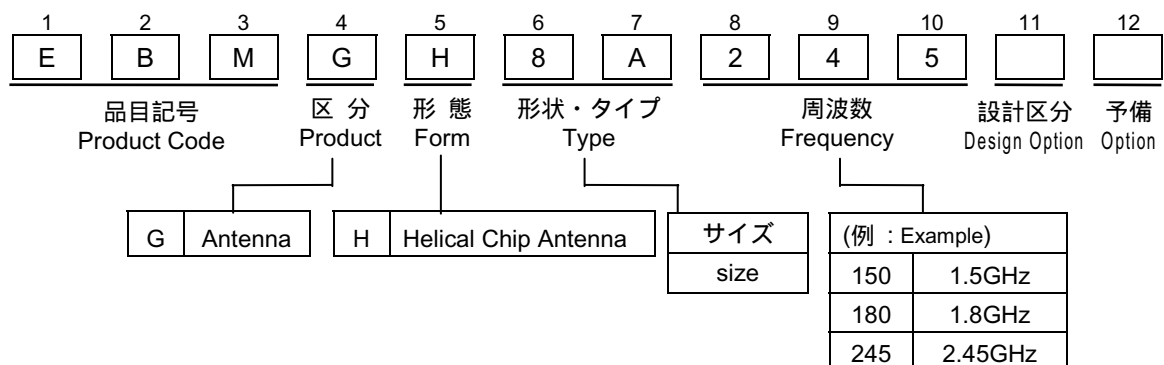 1 2 3 4 5 6 7 8 9 10 11 12
E B M G H 8 A 2 4 5
品目記号 区 分 形 態 形状・タイプ 周波数 設計区分 予備
Product Code Product Form Type Frequency Design Option Option
G Antenna H Helical Chip Antenna サイズ (例 : Example)
size 150 1.5GHz
180 1.8GHz
245 2.45GHz